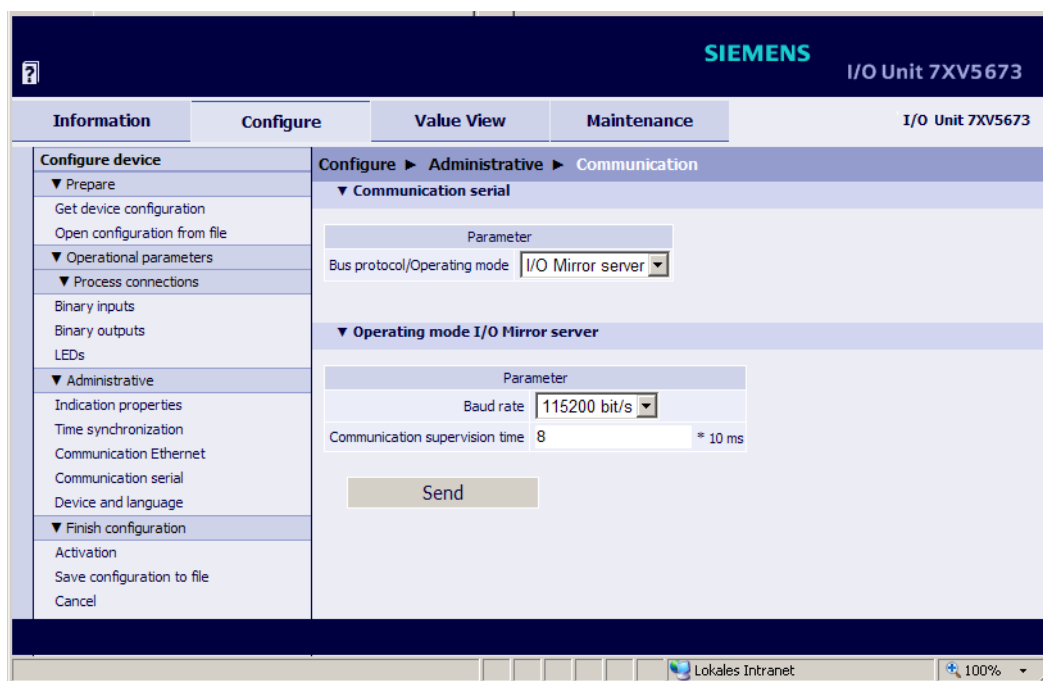 SIEMENS
I/O Unit 7XV5673
?
Information
Configure
Value View
Maintenance
I/O Unit 7XV5673
Configure device
▼ Prepare
Get device configuration
Open configuration from file
▼ Operational parameters
▼ Process connections
Binary inputs
Binary outputs
LEDs
▼ Administrative
Indication properties
Time synchronization
Communication Ethernet
Communication serial
Device and language
▼ Finish configuration
Activation
Save configuration to file
Cancel
Configure ► Administrative ► Communication
▼ Communication serial
Parameter
Bus protocol/Operating mode I/O Mirror server
▼ Operating mode I/O Mirror server
Parameter
Baud rate 115200 bit/s
Communication supervision time 8 * 10 ms
Send
Lokales Intranet
100%